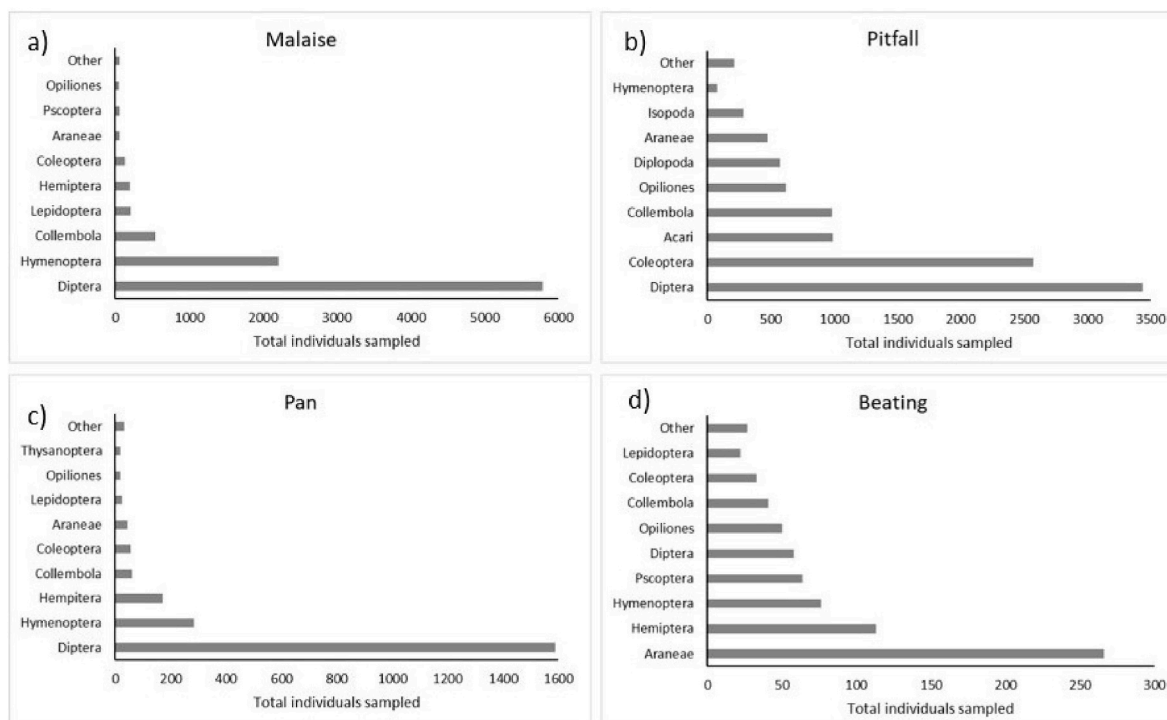 a)
Malaise
Other
Opiliones
Pscoptera
Araneae
Coleoptera
Hemiptera
Lepidoptera
Collembola
Hymenoptera
Diptera
0 1000 2000 3000 4000 5000 6000
Total individuals sampled
b)
Pitfall
Other
Hymenoptera
Isopoda
Araneae
Diplopoda
Opiliones
Collembola
Acari
Coleoptera
Diptera
0 500 1000 1500 2000 2500 3000 3500
Total individuals sampled
c)
Pan
Other
Thysanoptera
Opiliones
Lepidoptera
Araneae
Coleoptera
Collembola
Hempitera
Hymenoptera
Diptera
0 200 400 600 800 1000 1200 1400 1600
Total individuals sampled
d)
Beating
Other
Lepidoptera
Coleoptera
Collembola
Opiliones
Diptera
Pscoptera
Hymenoptera
Hemiptera
Araneae
0 50 100 150 200 250 300
Total individuals sampled